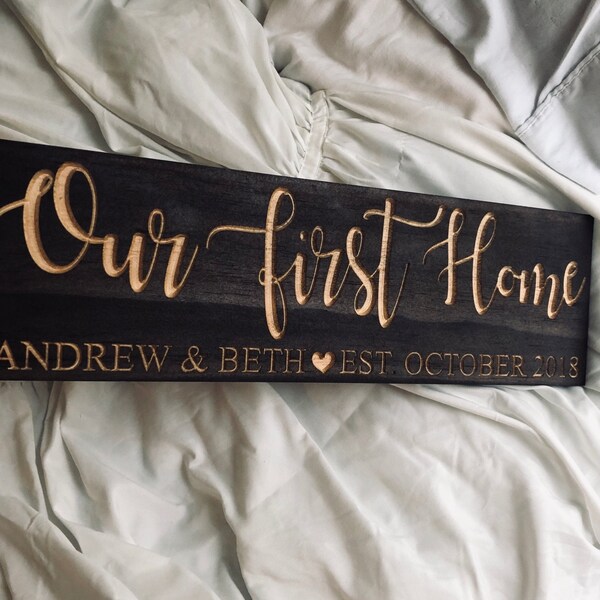 Our first Home
ANDREW & BETH ♥ EST. OCTOBER 2018